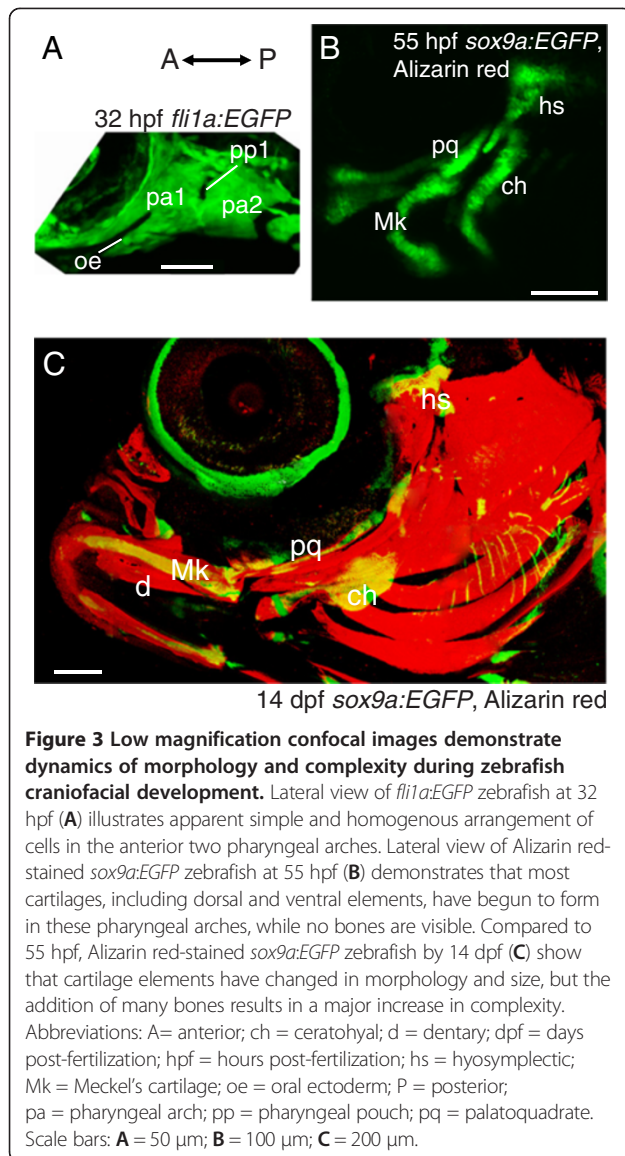 A
A P
32 hpf fli1a:EGFP
pp1
pa1
pa2
oe
B
55 hpf sox9a:EGFP,
Alizarin red
hs
pq
ch
Mk
C
hs
pq
Mk
d
ch
14 dpf sox9a:EGFP, Alizarin red
Figure 3 Low magnification confocal images demonstrate
dynamics of morphology and complexity during zebrafish
craniofacial development. Lateral view of fli1a:EGFP zebrafish at 32
hpf (A) illustrates apparent simple and homogenous arrangement of
cells in the anterior two pharyngeal arches. Lateral view of Alizarin red-
stained sox9a:EGFP zebrafish at 55 hpf (B) demonstrates that most
cartilages, including dorsal and ventral elements, have begun to form
in these pharyngeal arches, while no bones are visible. Compared to
55 hpf, Alizarin red-stained sox9a:EGFP zebrafish by 14 dpf (C) show
that cartilage elements have changed in morphology and size, but the
addition of many bones results in a major increase in complexity.
Abbreviations: A= anterior; ch = ceratohyal; d = dentary; dpf = days
post-fertilization; hpf = hours post-fertilization; hs = hyosymplectic;
Mk = Meckel's cartilage; oe = oral ectoderm; P = posterior;
pa = pharyngeal arch; pp = pharyngeal pouch; pq = palatoquadrate.
Scale bars: A = 50 μm; B = 100 μm; C = 200 μm.